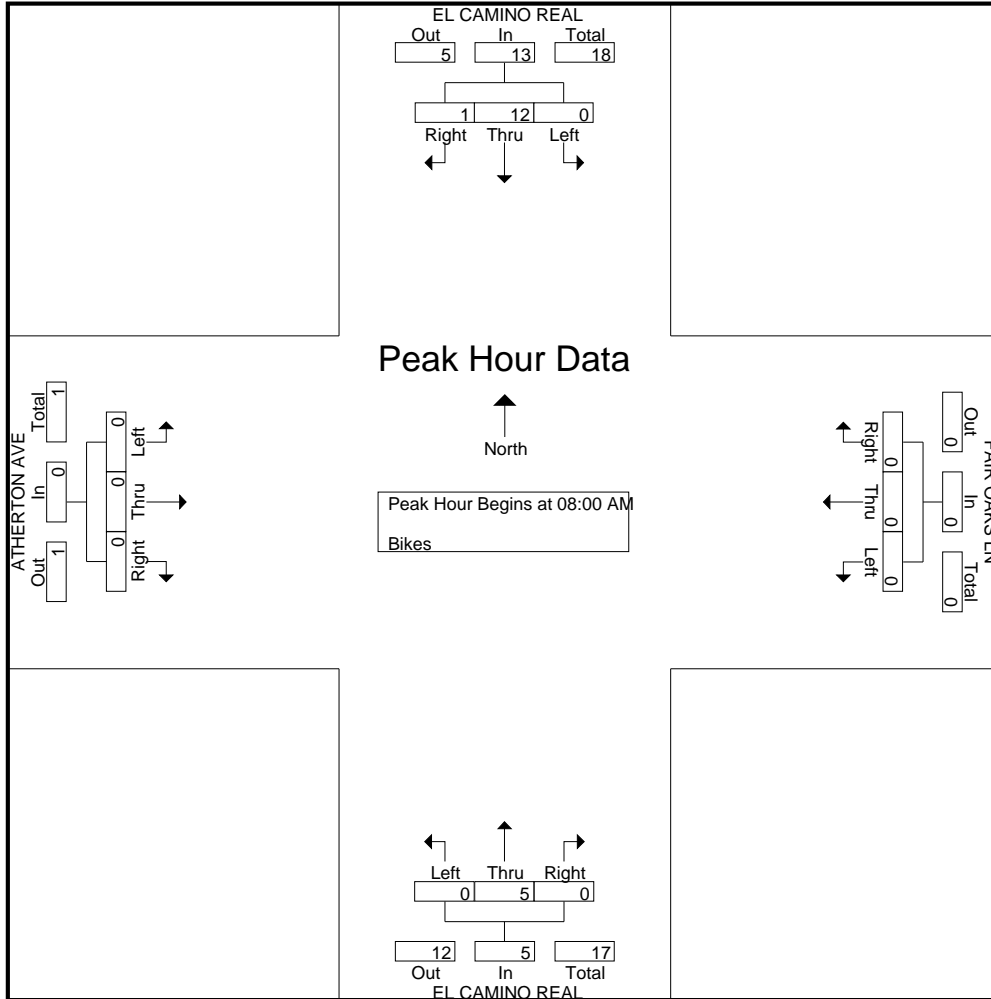 EL CAMINO REAL
Out In Total
5 13 18
1 12 0
Right Thru Left
Peak Hour Data
North
Peak Hour Begins at 08:00 AM
Bikes
ATHERTON AVE
Out In Total
1 0 1
Left Thru Right
0 0 0
Right Thru Left
0 0 0
Out In Total
0 0 0
LN
Left Thru Right
0 5 0
12 5 17
Out In Total
EL CAMINO REAL